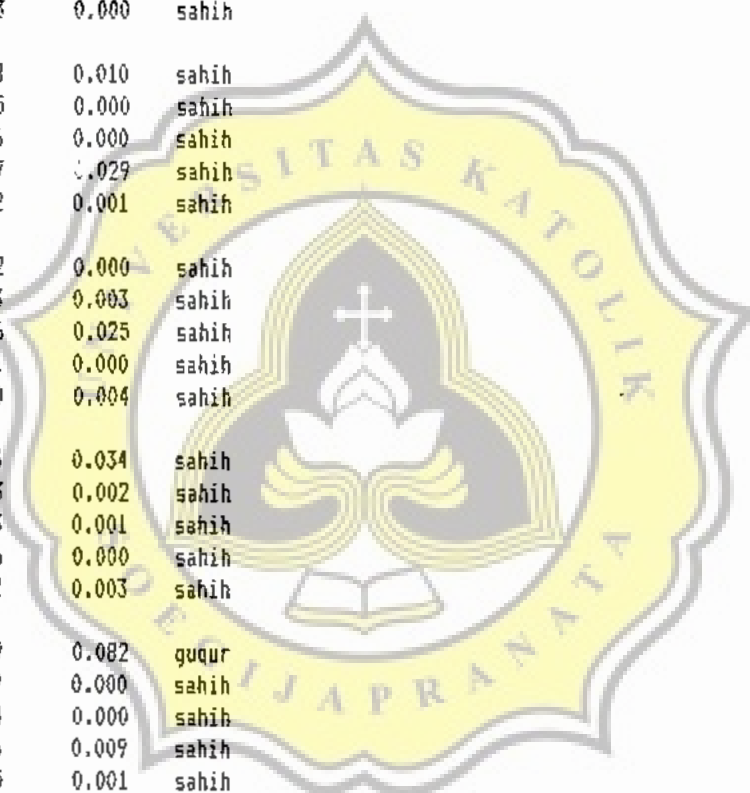 0.000 sahih
0.010 sahih
0.000 sahih
0.000 sahih
.029 sahih
0.001 sahih
0.000 sahih
0.003 sahih
0.025 sahih
0.000 sahih
0.004 sahih
0.034 sahih
0.002 sahih
0.001 sahih
0.000 sahih
0.003 sahih
0.082 gugur
0.000 sahih
0.000 sahih
0.009 sahih
0.001 sahih
UNIVERSITAS KATOLIK
SOEGIJAPRANATA